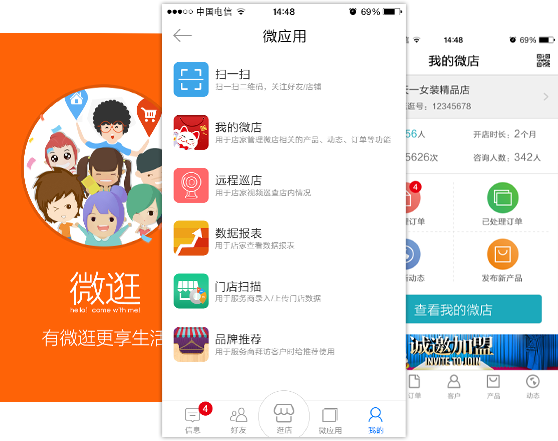 微逛
hello! come with me!
有微逛更享生活
中国电信
14:48
69%
微应用
扫一扫
扫一扫二维码，关注好友/店铺
我的微店
用于店家管理微店相关的产品、动态、订单等功能
远程巡店
用于店家视频巡查店内情况
数据报表
用于店家查看数据报表
门店扫描
用于服务商录入/上传门店数据
品牌推荐
用于服务商拜访客户时给推荐使用
4
信息
好友
逛店
微应用
我的
14:48
69%
我的微店
一女装精品店
逛号：12345678
56人
开店时长：2个月
5626次
咨询人数：342人
4
理订单
已处理订单
动态
发布新产品
查看我的微店
诚邀加盟
INVITE TO JOIN
订单
客户
产品
动态